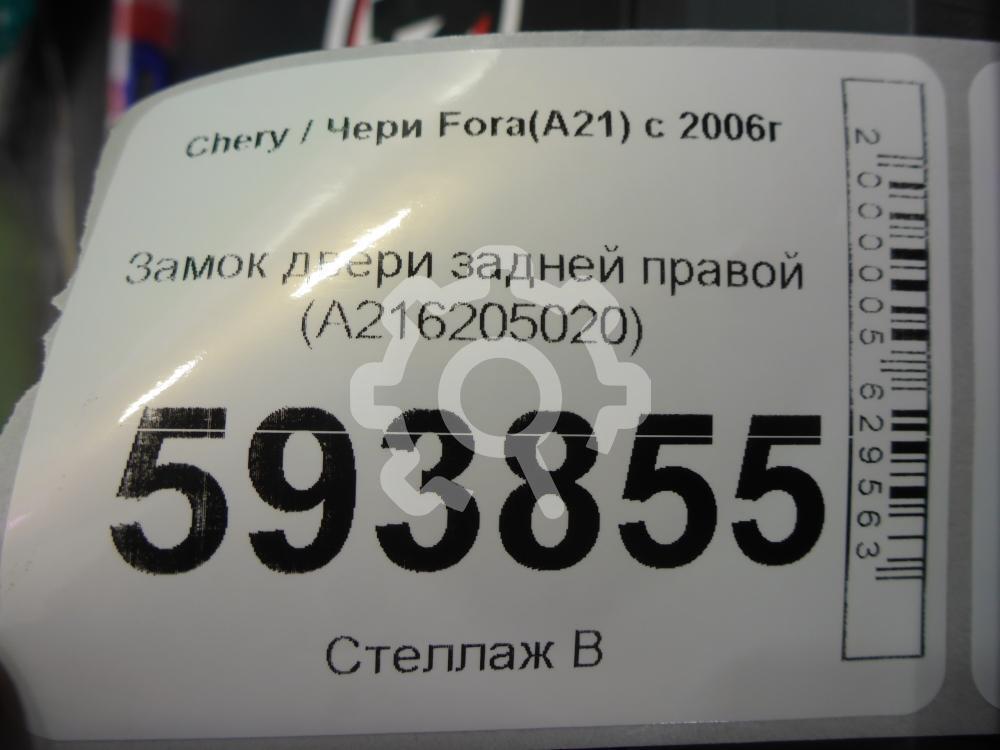 Chery / Чери Fora(A21) с 2006г
Замок двери задней правой
(A216205020)
593855
Стеллаж В
2000005629563